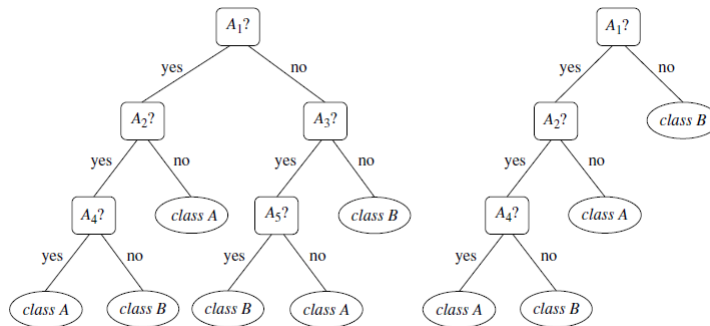 A₁? A₁?
yes no yes no
A₂? A₃? A₂? class B
yes no yes no yes no
A₄? class A A₅? class B A₄? class A
yes no yes no yes no
class A class B class B class A class A class B